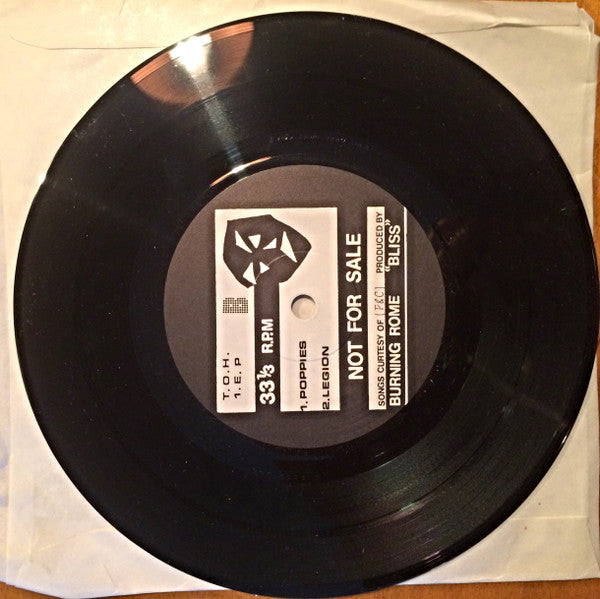 B
T.O.H.
1. E. P
33⅓ R.P.M
1. POPPIES
2. LEGION
NOT FOR SALE
SONGS CURTESY OF [P&C] PRODUCED BY
BURNING ROME "BLISS"